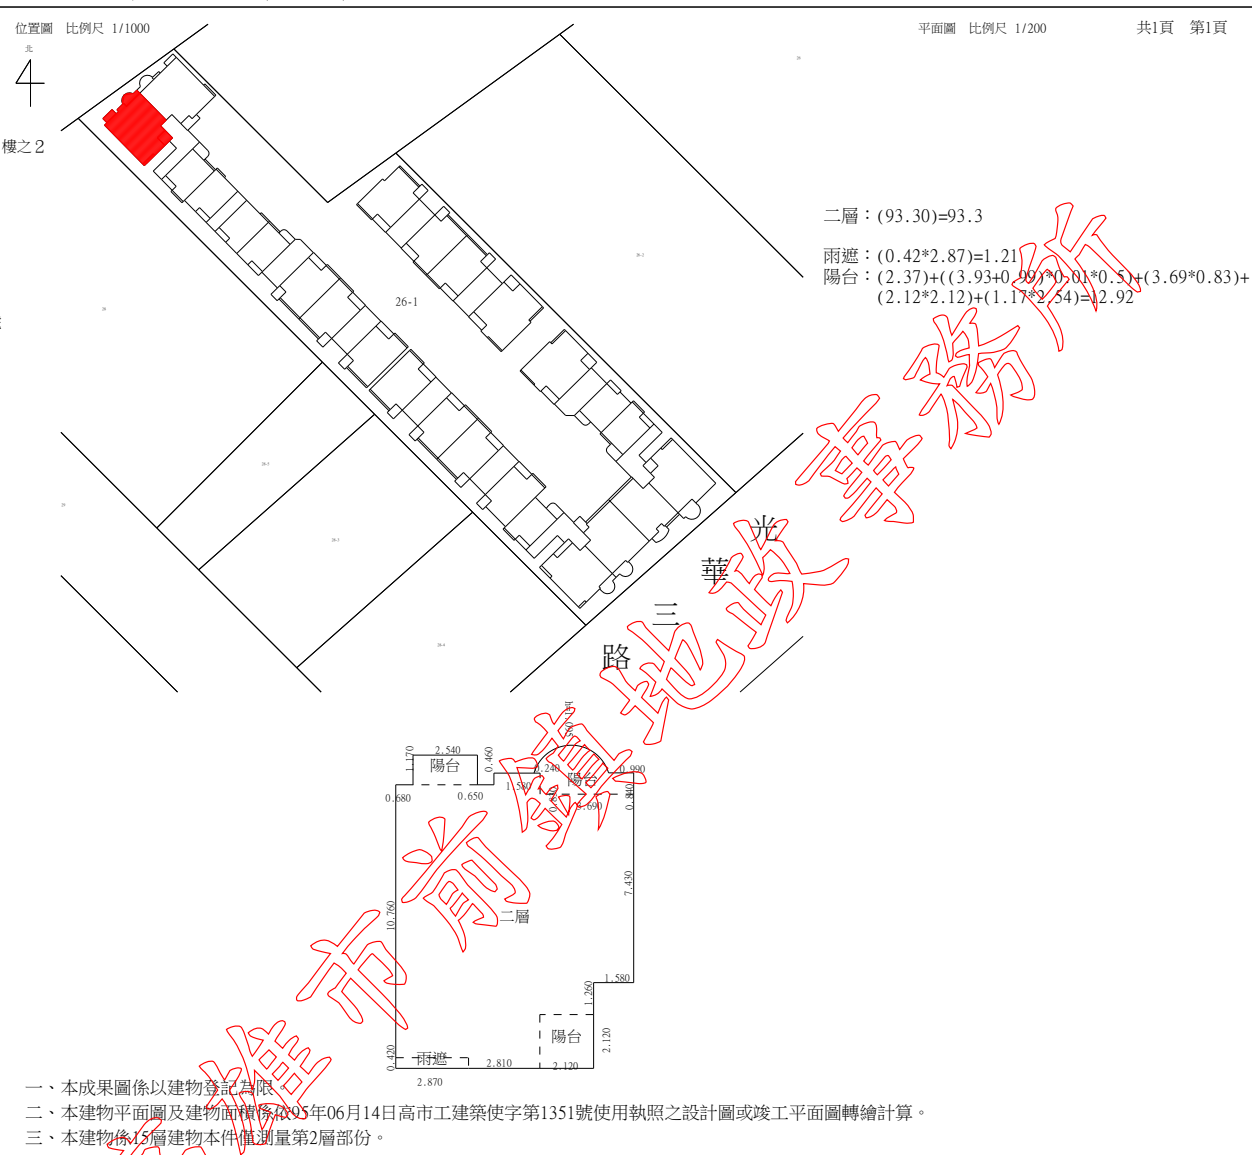 位置圖 比例尺 1/1000
平面圖 比例尺 1/200
共1頁 第1頁
北
樓之2
二層：(93.30)=93.3
雨遮：(0.42*2.87)=1.21
陽台：(2.37)+((3.93+0.99)*0.01*0.5)+(3.69*0.83)+
(2.12*2.12)+(1.17*2.54)=12.92
26-1
光
華
三
路
1.170
2.540
0.460
陽台
1.580
0.240
陽台
0.990
0.680
0.650
3.690
0.840
7.430
10.760
二層
1.580
1.260
陽台
2.120
0.420
雨遮
2.810
2.120
2.870
市前鎮地政事務所
一、本成果圖係以建物登記為限。
二、本建物平面圖及建物面積係依95年06月14日高市工建築使字第1351號使用執照之設計圖或竣工平面圖轉繪計算。
三、本建物係15層建物本件僅測量第2層部份。